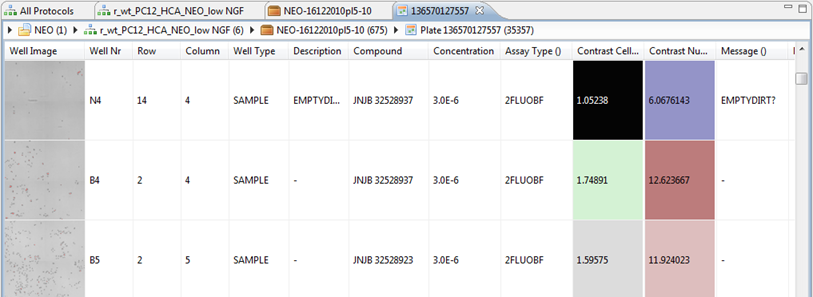 All Protocols r_wt_PC12_HCA_NEO_low NGF NEO-16122010pl5-10 136570127557
NEO (1) r_wt_PC12_HCA_NEO_low NGF (6) NEO-16122010pl5-10 (675) Plate 136570127557 (35357)
Well Image Well Nr Row Column Well Type Description Compound Concentration Assay Type () Contrast Cell... Contrast Nu... Message ()
N4 14 4 SAMPLE EMPTYDI... JNJB 32528937 3.0E-6 2FLUOBF 1.05238 6.0676143 EMPTYDIRT?
B4 2 4 SAMPLE - JNJB 32528937 3.0E-6 2FLUOBF 1.74891 12.623667 -
B5 2 5 SAMPLE - JNJB 32528923 3.0E-6 2FLUOBF 1.59575 11.924023 -